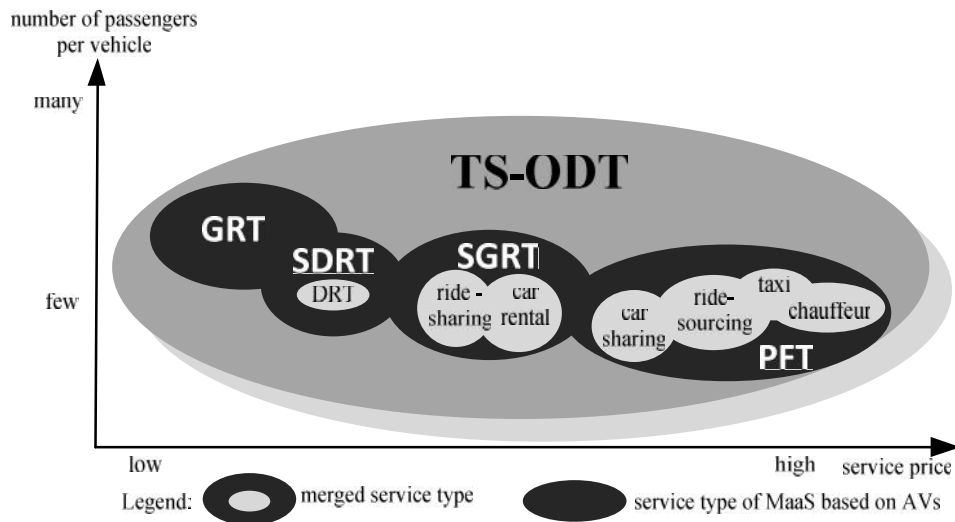 number of passengers
per vehicle
many
TS-ODT
GRT
SDRT
DRT
SGRT
ride -
sharing
car
rental
few
car
sharing
ride-
sourcing
taxi
chauffeur
PFT
low
high
service price
Legend:
merged service type
service type of MaaS based on AVs